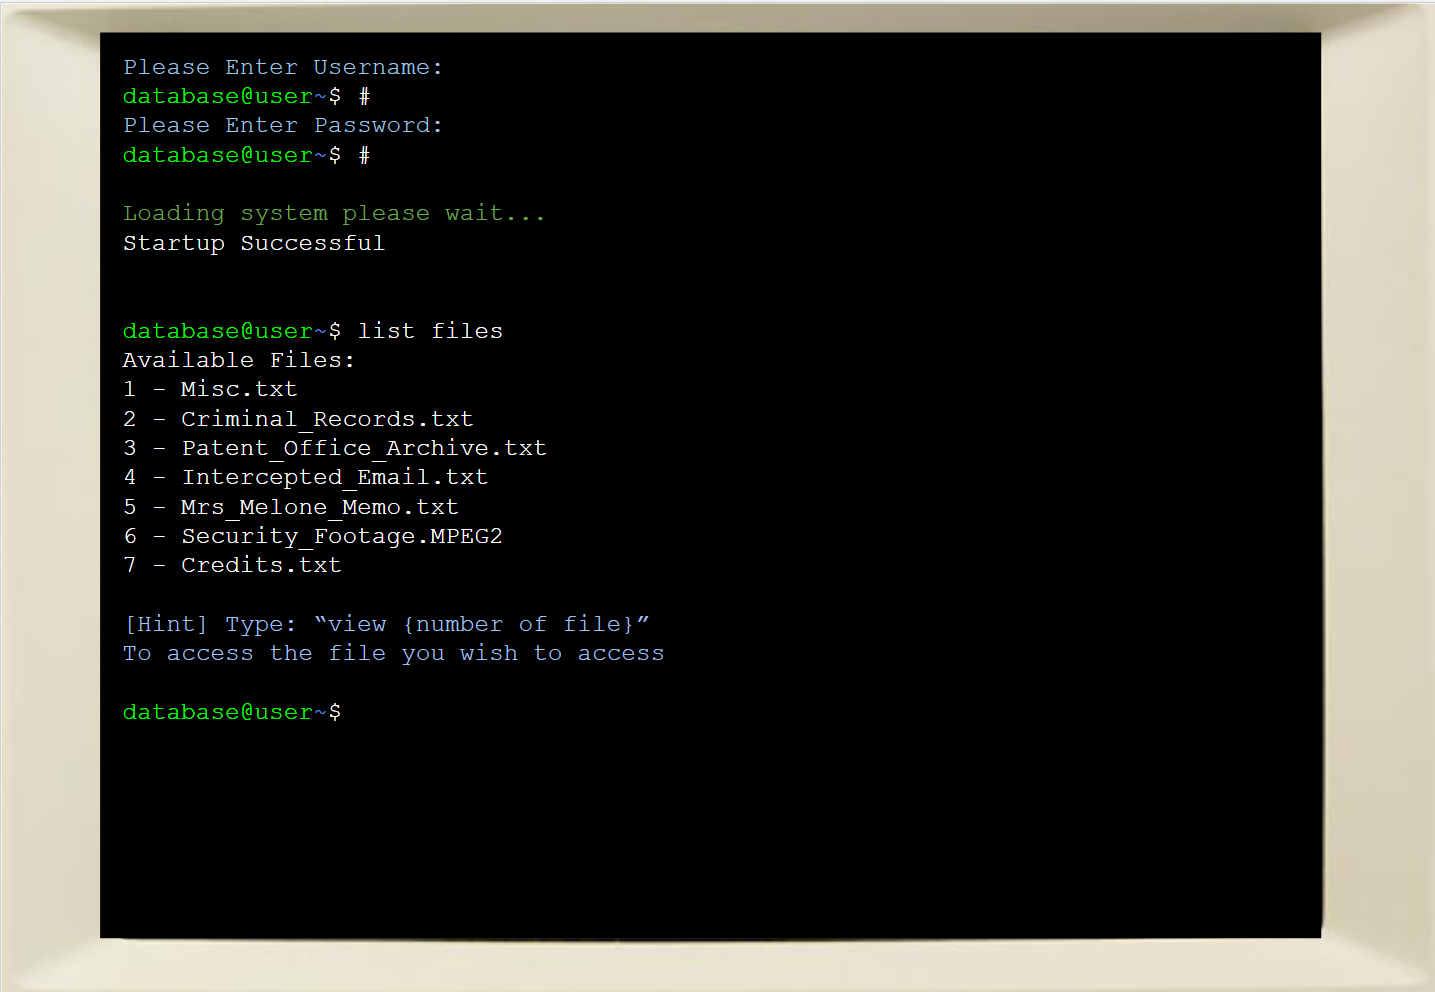 Please Enter Username:
database@user~$ #
Please Enter Password:
database@user~$ #
Loading system please wait...
Startup Successful
database@user~$ list files
Available Files:
1 – Misc.txt
2 – Criminal_Records.txt
3 – Patent_Office_Archive.txt
4 – Intercepted_Email.txt
5 – Mrs_Melone_Memo.txt
6 – Security_Footage.MPEG2
7 – Credits.txt
[Hint] Type: “view {number of file}”
To access the file you wish to access
database@user~$